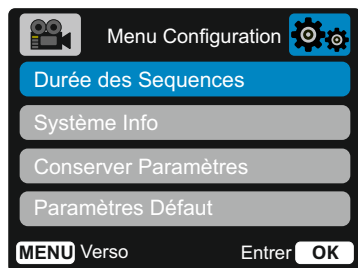 Menu Configuration
Durée des Sequences
Système Info
Conserver Paramètres
Paramètres Défaut
MENU Verso Entrer OK